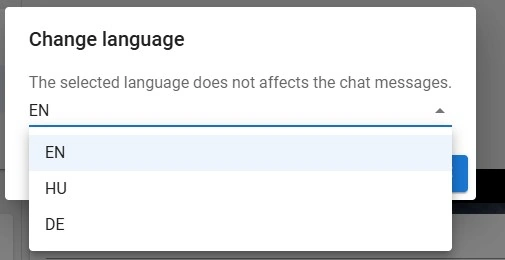 Change language
The selected language does not affects the chat messages.
EN
EN
HU
DE